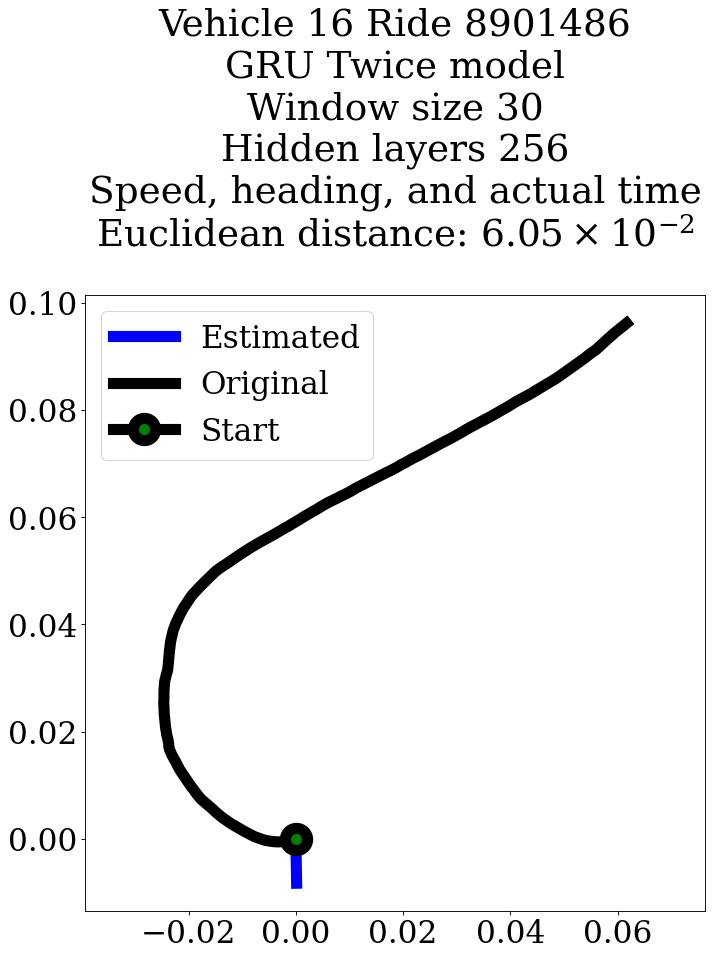 Vehicle 16 Ride 8901486
GRU Twice model
Window size 30
Hidden layers 256
Speed, heading, and actual time
Euclidean distance: 6.05 × 10⁻²
Estimated
Original
Start
0.10
0.08
0.06
0.04
0.02
0.00
−0.02 0.00 0.02 0.04 0.06